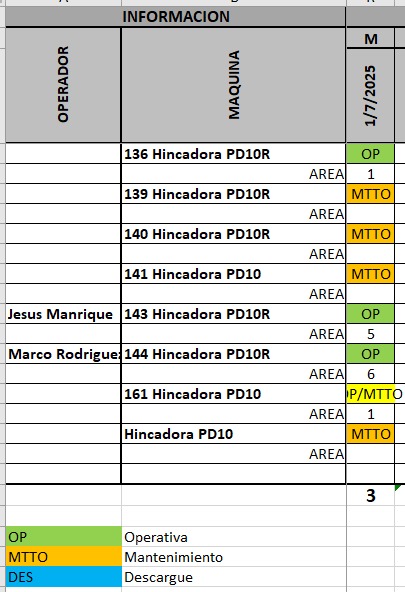 INFORMACION
M
OPERADOR MAQUINA 1/7/2025
136 Hincadora PD10R OP
AREA 1
139 Hincadora PD10R MTTO
AREA
140 Hincadora PD10R MTTO
AREA
141 Hincadora PD10 MTTO
AREA
Jesus Manrique 143 Hincadora PD10R OP
AREA 5
Marco Rodrigue 144 Hincadora PD10R OP
AREA 6
161 Hincadora PD10 P/MTTO
AREA 1
Hincadora PD10 MTTO
AREA
3
OP Operativa
MTTO Mantenimiento
DES Descargue